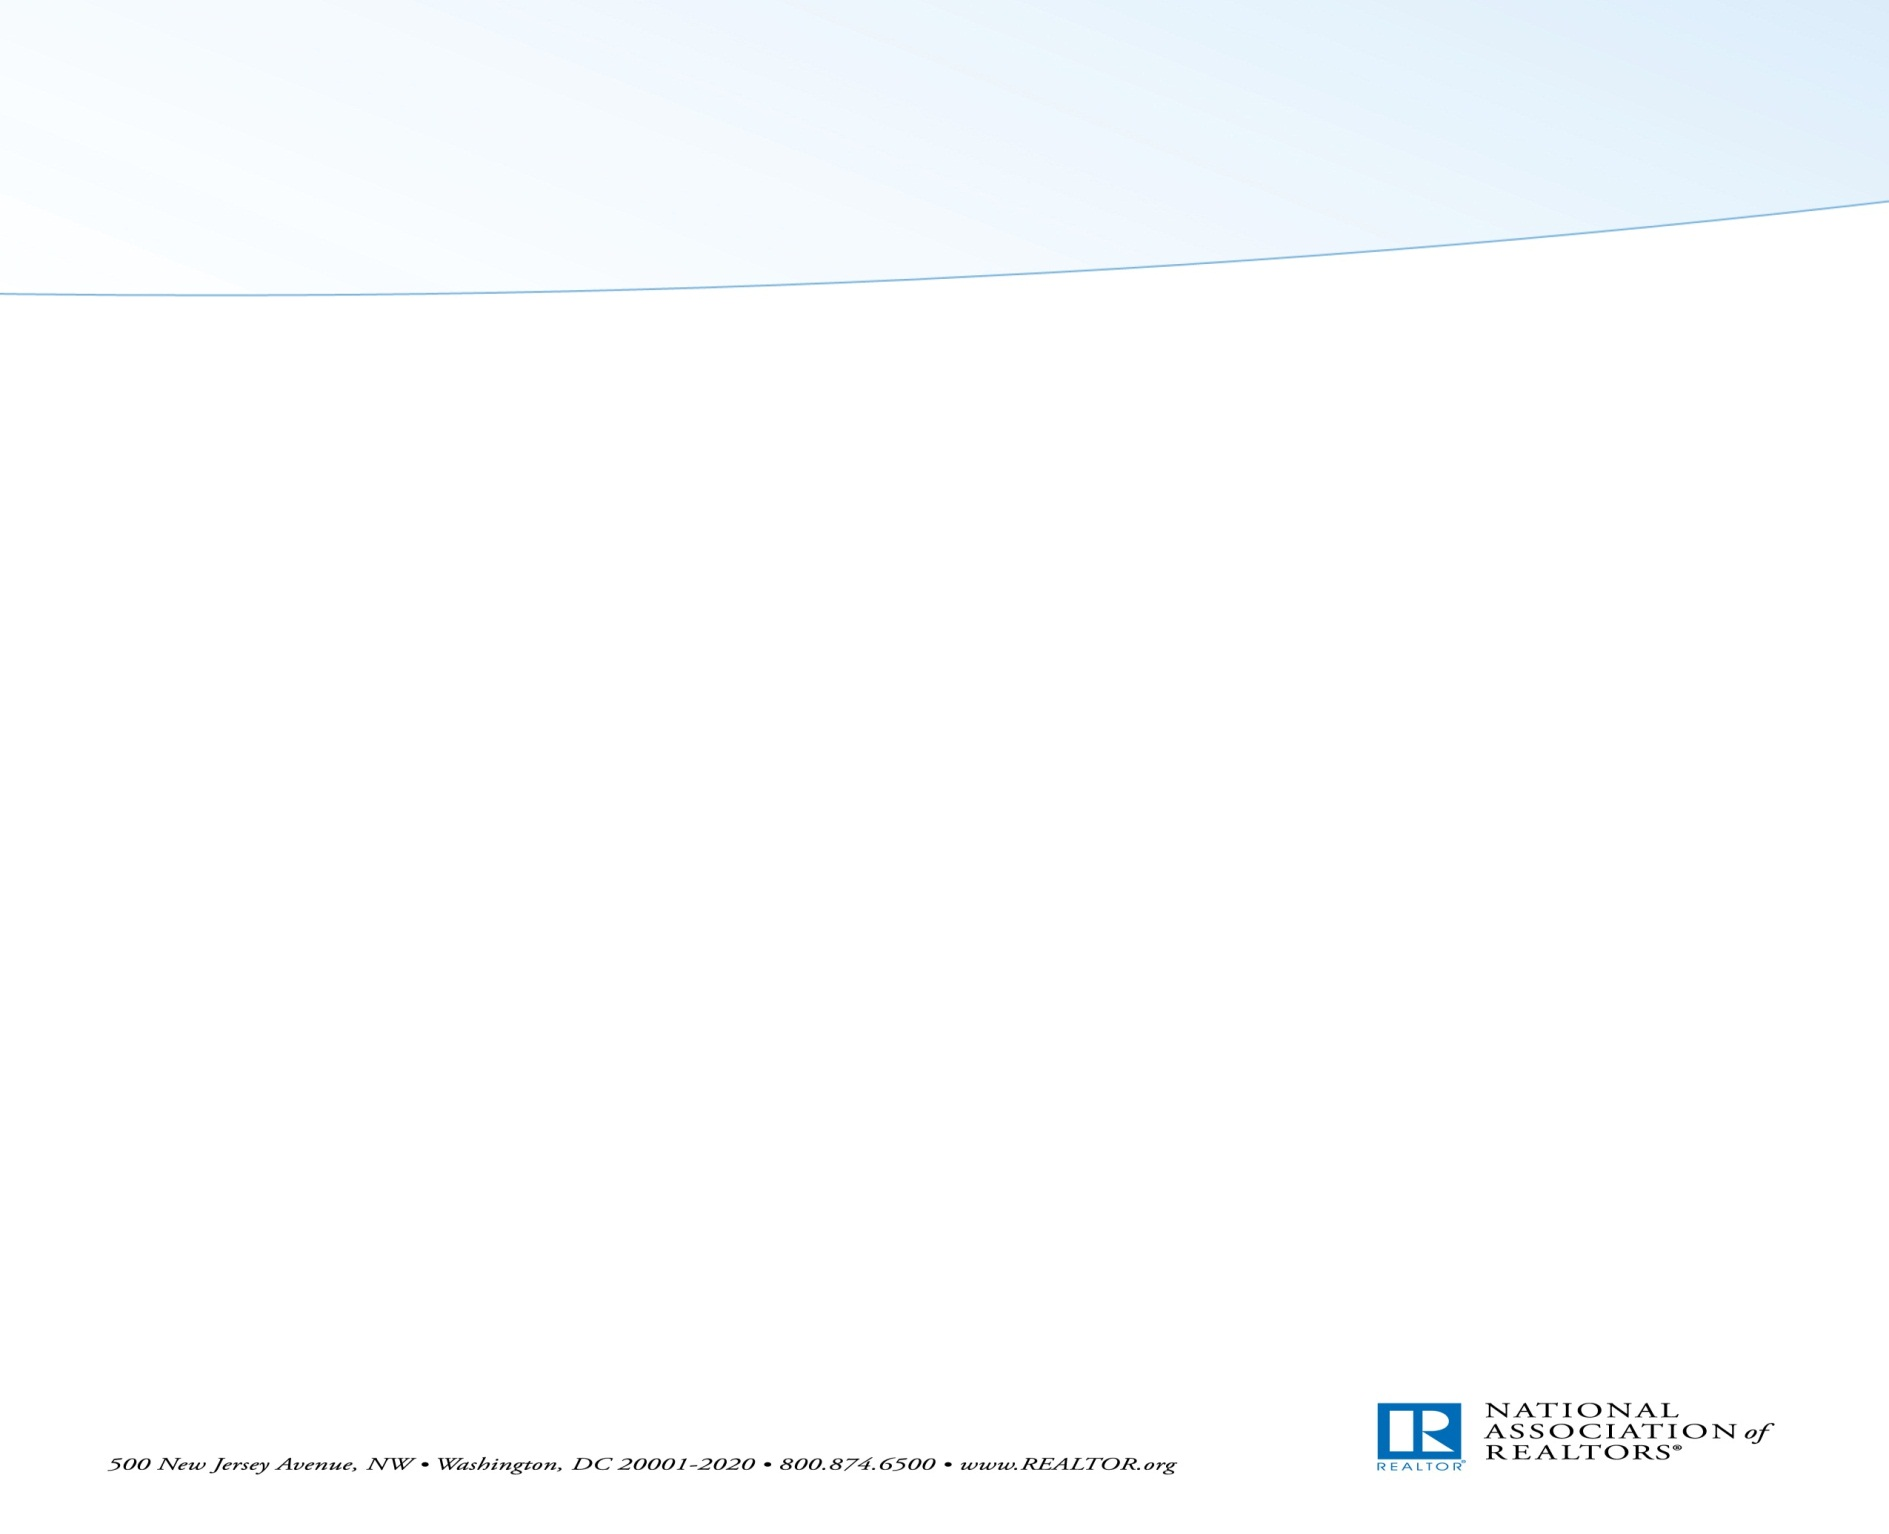 NATIONAL
ASSOCIATION of
REALTORS®
REALTOR®
500 New Jersey Avenue, NW • Washington, DC 20001-2020 • 800.874.6500 • www.REALTOR.org